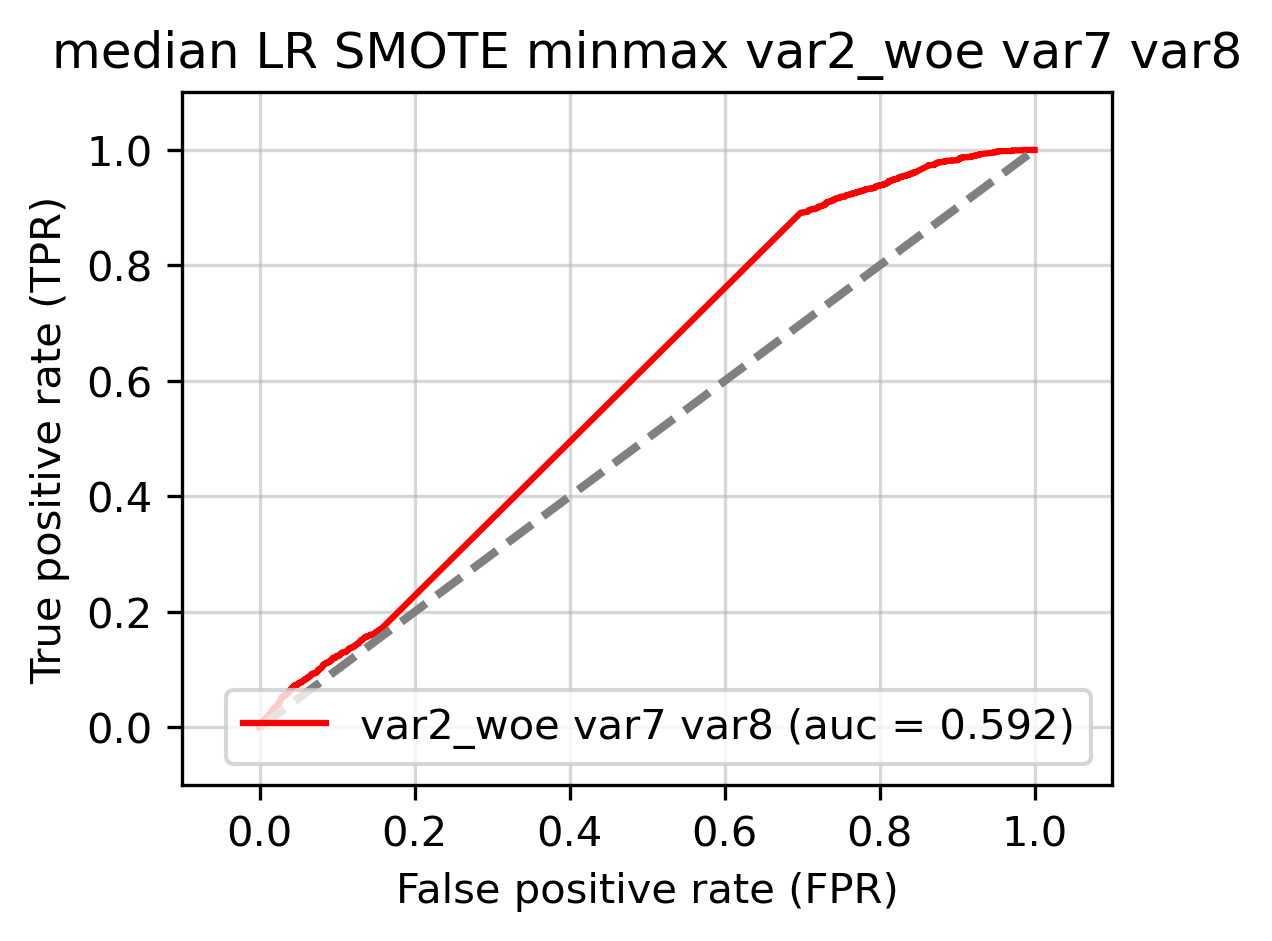 median LR SMOTE minmax var2_woe var7 var8
True positive rate (TPR)
1.0
0.8
0.6
0.4
0.2
0.0
var2_woe var7 var8 (auc = 0.592)
0.0 0.2 0.4 0.6 0.8 1.0
False positive rate (FPR)